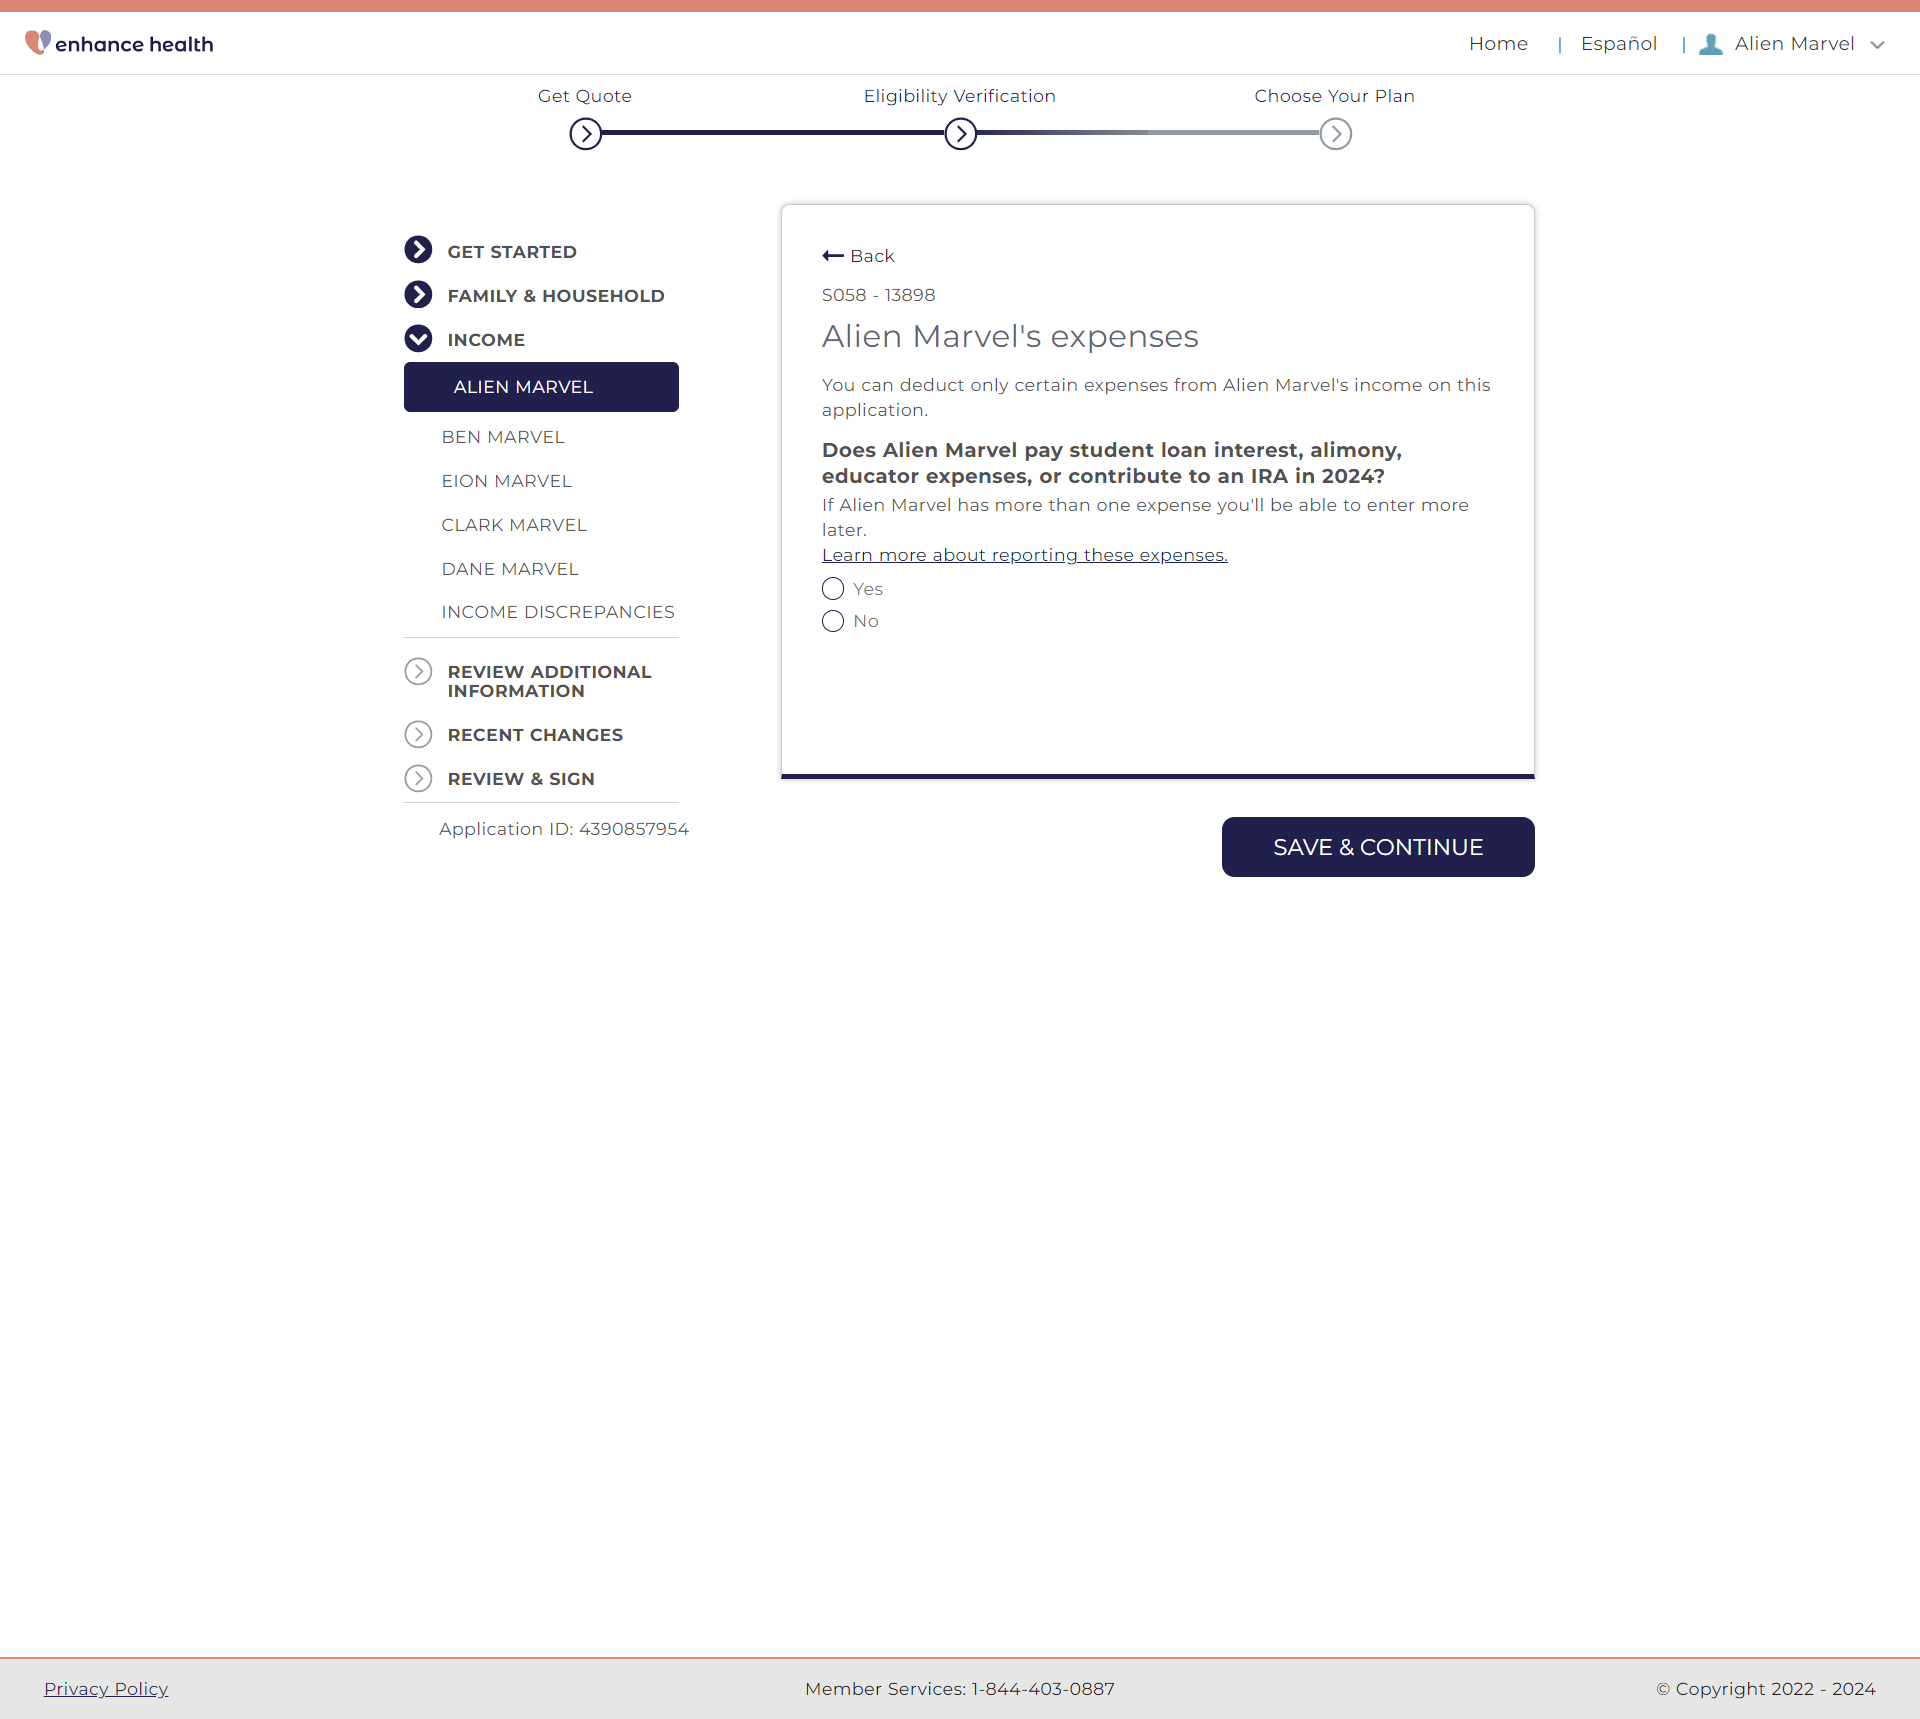 enhance health
Home | Español | Alien Marvel
Get Quote
Eligibility Verification
Choose Your Plan
GET STARTED
FAMILY & HOUSEHOLD
INCOME
ALIEN MARVEL
BEN MARVEL
EION MARVEL
CLARK MARVEL
DANE MARVEL
INCOME DISCREPANCIES
REVIEW ADDITIONAL
INFORMATION
RECENT CHANGES
REVIEW & SIGN
Application ID: 4390857954
Back
S058 - 13898
Alien Marvel's expenses
You can deduct only certain expenses from Alien Marvel's income on this
application.
Does Alien Marvel pay student loan interest, alimony,
educator expenses, or contribute to an IRA in 2024?
If Alien Marvel has more than one expense you'll be able to enter more
later.
Learn more about reporting these expenses.
Yes
No
SAVE & CONTINUE
Privacy Policy
Member Services: 1-844-403-0887
© Copyright 2022 - 2024